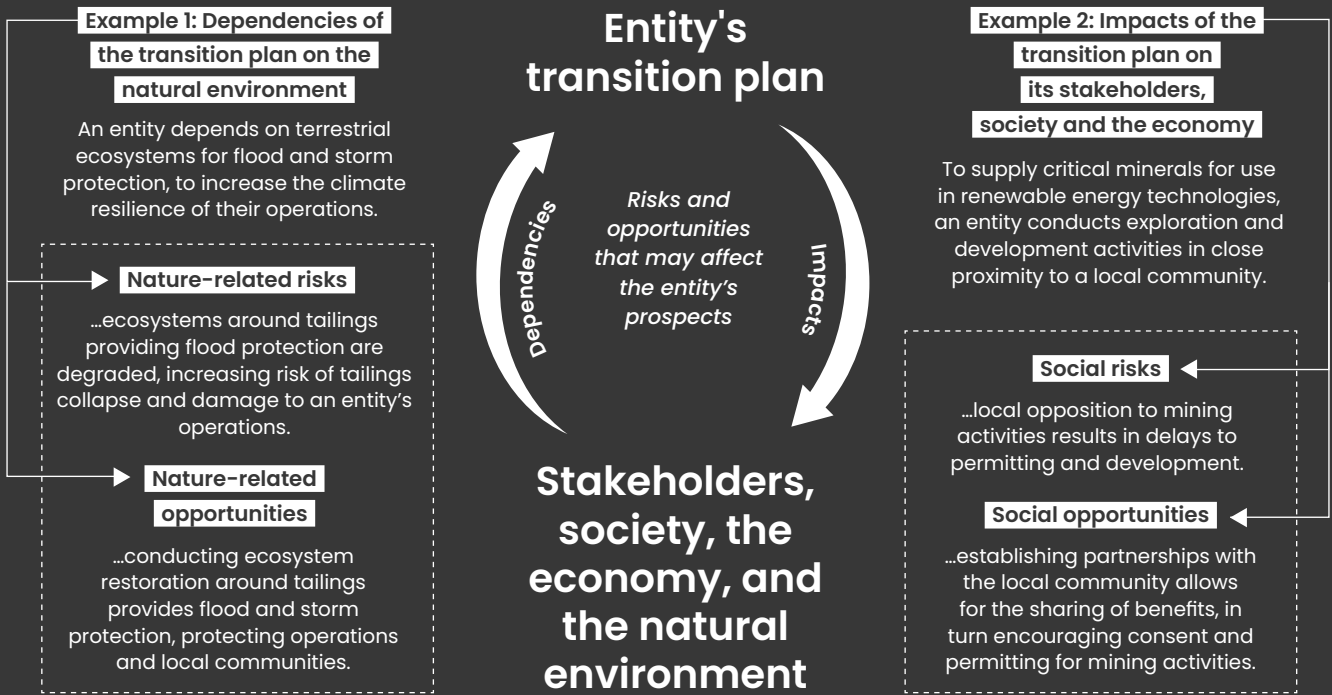 Example 1: Dependencies of
the transition plan on the
natural environment
An entity depends on terrestrial
ecosystems for flood and storm
protection, to increase the climate
resilience of their operations.
Nature-related risks
...ecosystems around tailings
providing flood protection are
degraded, increasing risk of tailings
collapse and damage to an entity’s
operations.
Nature-related
opportunities
...conducting ecosystem
restoration around tailings
provides flood and storm
protection, protecting operations
and local communities.
Entity's
transition plan
Dependencies
Risks and
opportunities
that may affect
the entity’s
prospects
Impacts
Stakeholders,
society, the
economy, and
the natural
environment
Example 2: Impacts of the
transition plan on
its stakeholders,
society and the economy
To supply critical minerals for use
in renewable energy technologies,
an entity conducts exploration and
development activities in close
proximity to a local community.
Social risks
...local opposition to mining
activities results in delays to
permitting and development.
Social opportunities
...establishing partnerships with
the local community allows
for the sharing of benefits, in
turn encouraging consent and
permitting for mining activities.